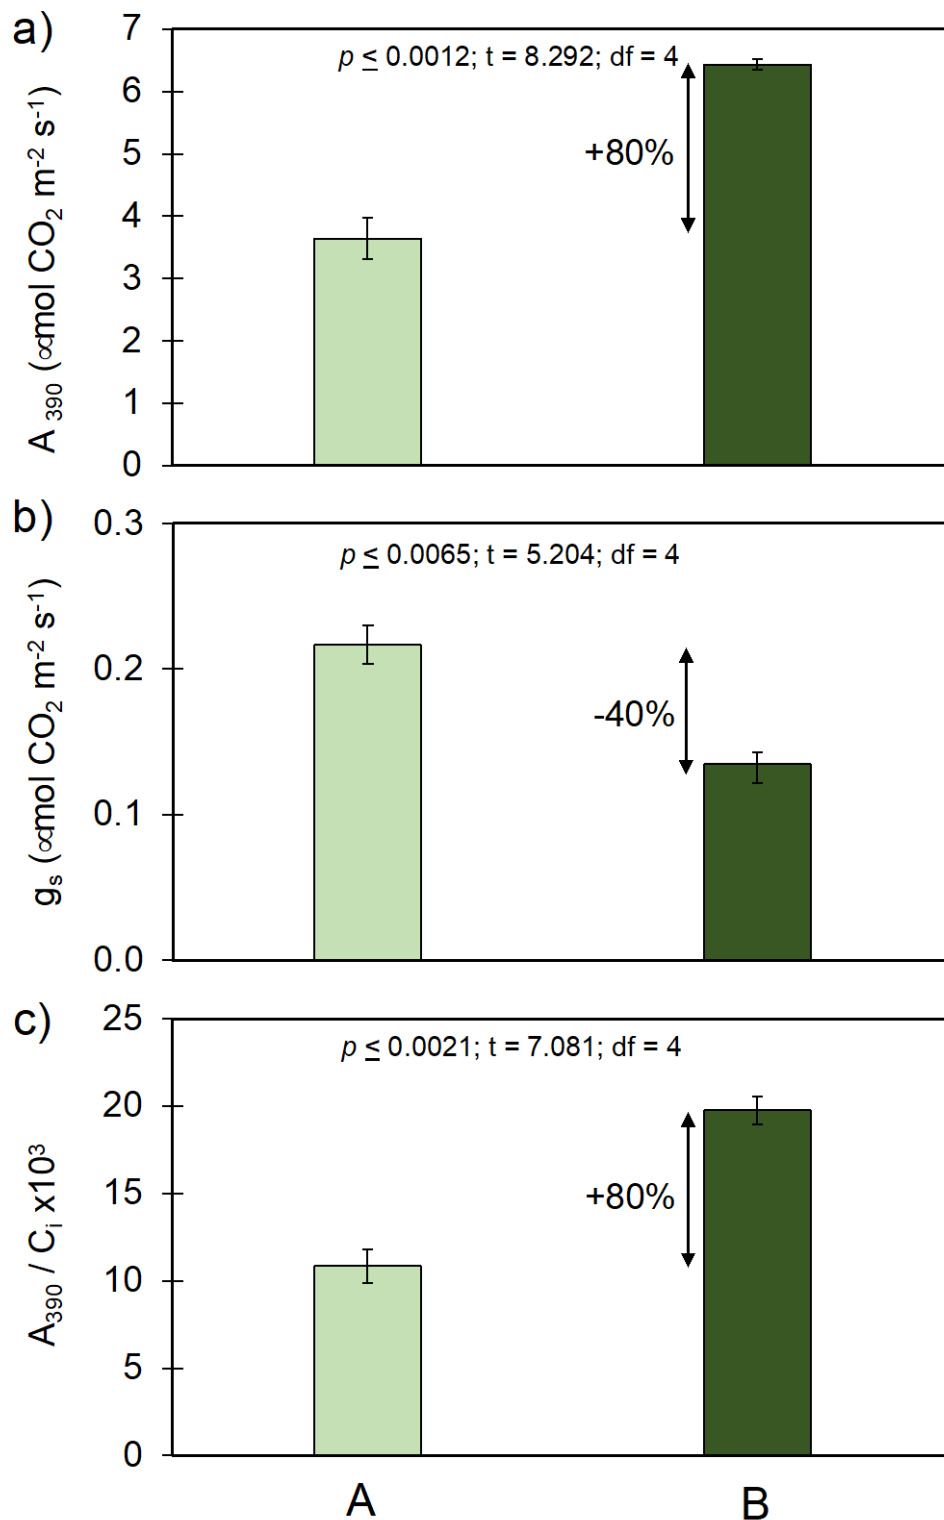 a)
A 390 (∝mol CO2 m-2 s-1)
7
6
5
4
3
2
1
0
p ≤ 0.0012; t = 8.292; df = 4
+80%
b)
gs (∝mol CO2 m-2 s-1)
0.3
0.2
0.1
0.0
p ≤ 0.0065; t = 5.204; df = 4
-40%
c)
A390 / Ci x10³
25
20
15
10
5
0
p ≤ 0.0021; t = 7.081; df = 4
+80%
A
B